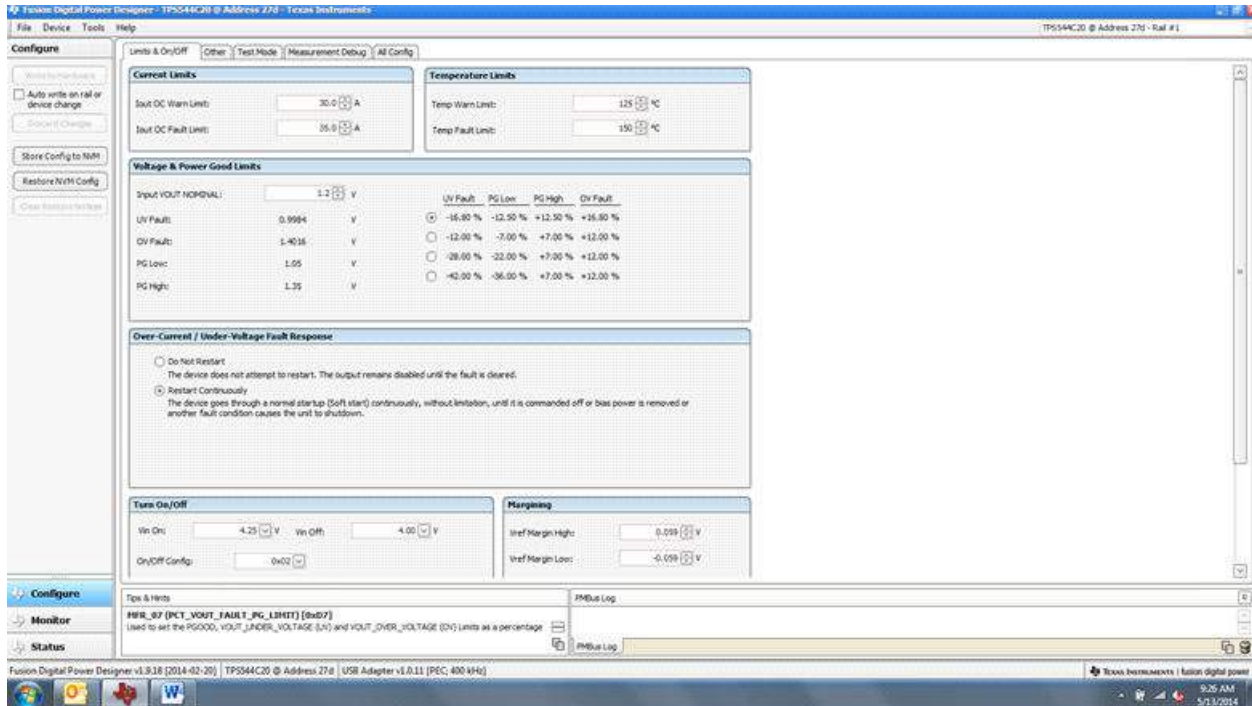 Fusion Digital Power Designer - TPS544C20 @ Address 27d - Texas Instruments
File Device Tools Help
TPS544C20 @ Address 27d - Rail #1
Configure
Limits & On/Off Other Test Mode Measurement Debug All Config
Auto write on rail or
device change
Discard Changes
Store Config to NVM
Restore NVM Config
Current Limits
Iout OC Warn Limit: 30.0 A
Iout OC Fault Limit: 35.0 A
Temperature Limits
Temp Warn Limit: 125 ºC
Temp Fault Limit: 150 ºC
Voltage & Power Good Limits
Input VOUT NOMINAL: 1.2 V
UV Fault: 0.9984 V
OV Fault: 1.4016 V
PG Low: 1.05 V
PG High: 1.35 V
UV Fault PG Low PG High OV Fault
-16.80 % -12.50 % +12.50 % +16.80 %
-12.00 % -7.00 % +7.00 % +12.00 %
-28.00 % -22.00 % +7.00 % +12.00 %
-42.00 % -36.00 % +7.00 % +12.00 %
Over-Current / Under-Voltage Fault Response
Do Not Restart
The device does not attempt to restart. The output remains disabled until the fault is cleared.
Restart Continuously
The device goes through a normal startup (Soft start) continuously, without limitation, until it is commanded off or bias power is removed or
another fault condition causes the unit to shutdown.
Turn On/Off
Vin On: 4.25 V Vin Off: 4.00 V
On/Off Config: 0x02
Margining
Vref Margin High: 0.059 V
Vref Margin Low: -0.059 V
Configure
Monitor
Status
Tips & Hints
MFR_07 (PCT_VOUT_FAULT_PG_LIMIT) [0xD7]
Used to set the PGOOD, VOUT_UNDER_VOLTAGE (UV) and VOUT_OVER_VOLTAGE (OV) Limits as a percentage
PMBus Log
PMBus Log
Fusion Digital Power Designer v1.9.18 [2014-02-20] TPS544C20 @ Address 27d USB Adapter v1.0.11 [PEC; 400 kHz]
Texas Instruments | fusion digital power
9:26 AM
5/13/2014